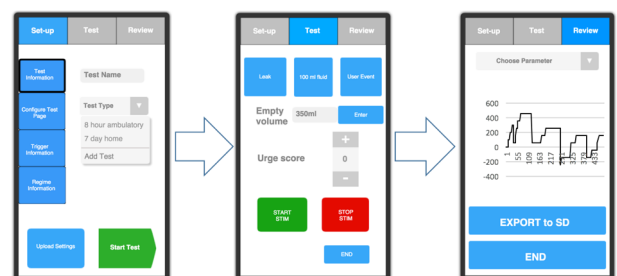 Set-up Test Review
Test
Information
Configure Test
Page
Trigger
Information
Regime
Information
Test Name
Test Type ▼
8 hour ambulatory
7 day home
Add Test
Upload Settings
Start Test
Set-up Test Review
Leak
100 ml fluid
User Event
Empty
volume
350ml
Enter
Urge score
+
0
-
START
STIM
STOP
STIM
END
Set-up Test Review
Choose Parameter ▼
600
400
200
0
-200
-400
1 55 109 163 217 325 379 433
EXPORT to SD
END